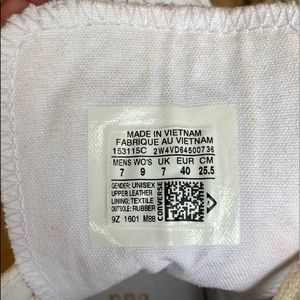 MADE IN VIETNAM
FABRIQUE AU VIETNAM
153115C 2W4VD64500736
MENS WO'S UK EUR CM
7 9 7 40 25.5
GENDER: UNISEX
UPPER: LEATHER
LINING: TEXTILE
OUTSOLE: RUBBER
9Z 1601 M88
CONVERSE